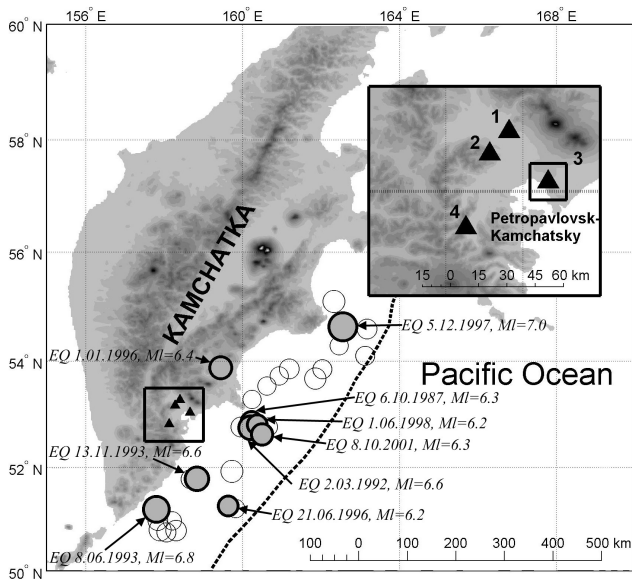 156° E 160° E 164° E 168° E
60° N
58° N
56° N
54° N
52° N
50° N
1
2
3
4
Petropavlovsk-
Kamchatsky
15 0 15 30 45 60 km
KAMCHATKA
EQ 5.12.1997, Ml=7.0
EQ 1.01.1996, Ml=6.4
Pacific Ocean
EQ 6.10.1987, Ml=6.3
EQ 1.06.1998, Ml=6.2
EQ 8.10.2001, Ml=6.3
EQ 13.11.1993, Ml=6.6
EQ 2.03.1992, Ml=6.6
EQ 21.06.1996, Ml=6.2
EQ 8.06.1993, Ml=6.8
100 0 100 200 300 400 500 km